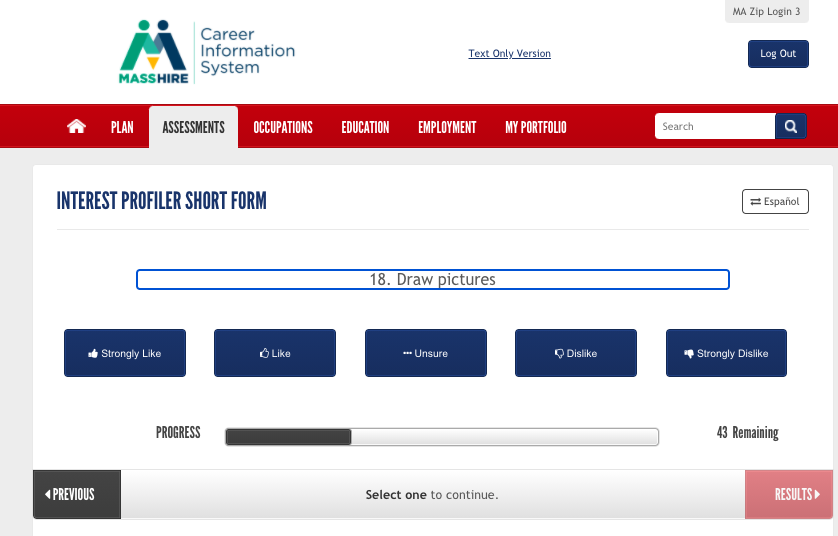 MA Zip Login 3
Career
Information
System
MASSHIRE
Text Only Version
Log Out
PLAN
ASSESSMENTS
OCCUPATIONS
EDUCATION
EMPLOYMENT
MY PORTFOLIO
Search
INTEREST PROFILER SHORT FORM
Español
18. Draw pictures
Strongly Like
Like
Unsure
Dislike
Strongly Dislike
PROGRESS
43 Remaining
PREVIOUS
Select one to continue.
RESULTS